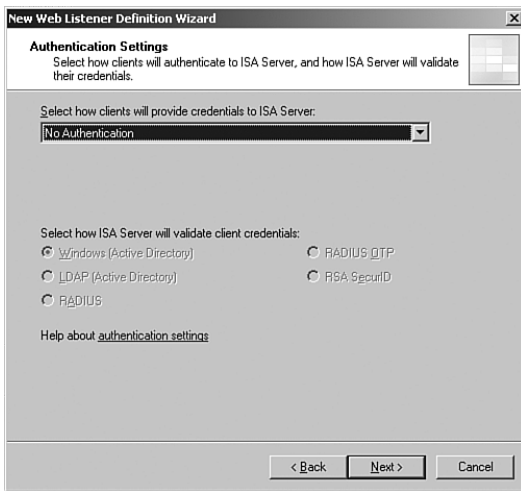 New Web Listener Definition Wizard
Authentication Settings
Select how clients will authenticate to ISA Server, and how ISA Server will validate
their credentials.
Select how clients will provide credentials to ISA Server:
No Authentication
Select how ISA Server will validate client credentials:
Windows (Active Directory)
RADIUS OTP
LDAP (Active Directory)
RSA SecurID
RADIUS
Help about authentication settings
< Back
Next >
Cancel